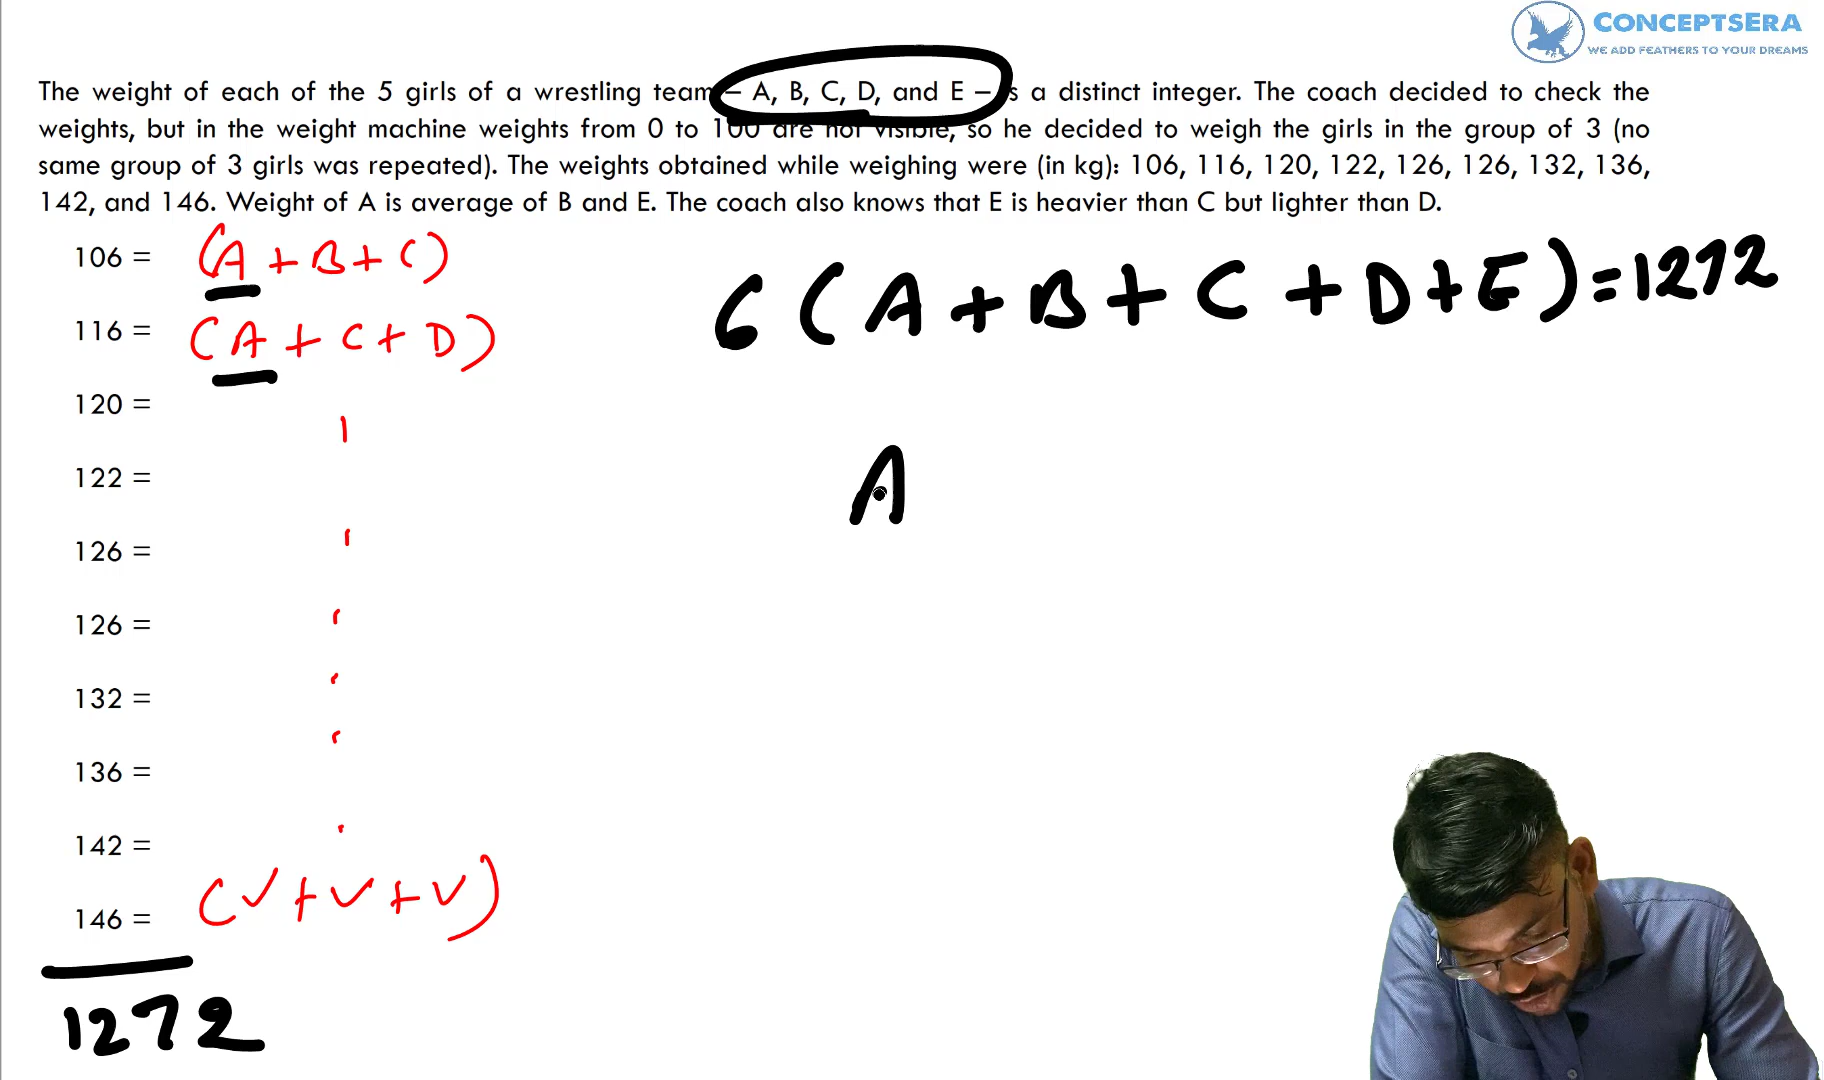 CONCEPTSERA
WE ADD FEATHERS TO YOUR DREAMS
The weight of each of the 5 girls of a wrestling team – A, B, C, D, and E – is a distinct integer. The coach decided to check the
weights, but in the weight machine weights from 0 to 100 are not visible, so he decided to weigh the girls in the group of 3 (no
same group of 3 girls was repeated). The weights obtained while weighing were (in kg): 106, 116, 120, 122, 126, 126, 132, 136,
142, and 146. Weight of A is average of B and E. The coach also knows that E is heavier than C but lighter than D.
106 = (A + B + C)
6 (A + B + C + D + E) = 1272
116 = (A + C + D)
120 =
A
122 =
126 =
126 =
132 =
136 =
142 =
146 = (✓ + ✓ + ✓)
1272